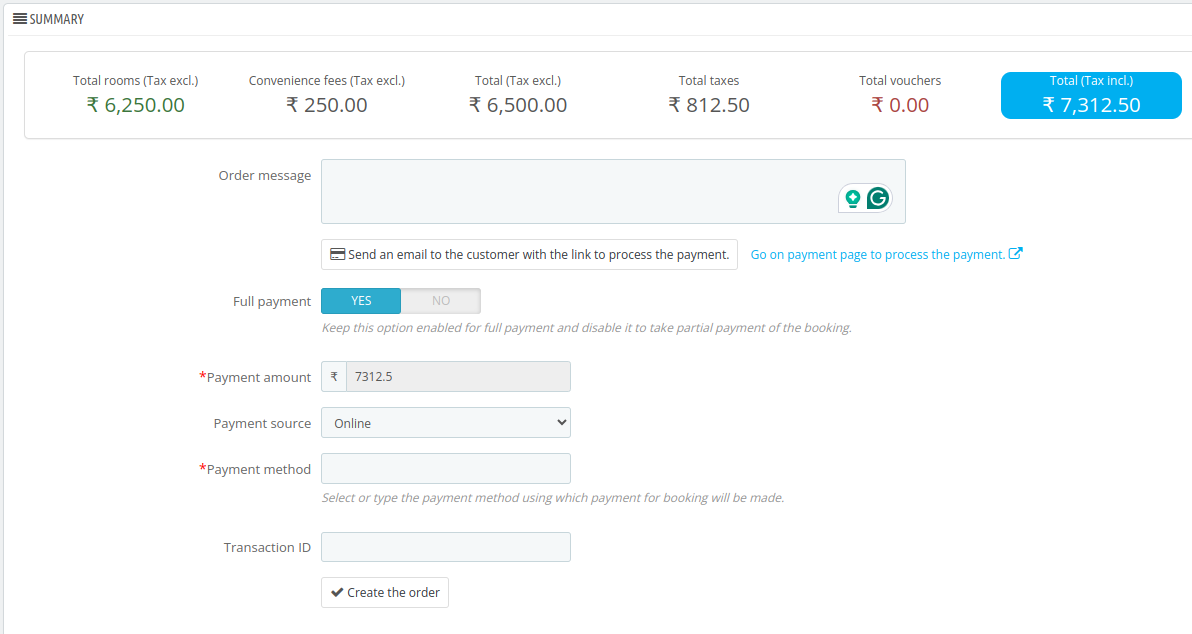 SUMMARY
Total rooms (Tax excl.)
₹ 6,250.00
Convenience fees (Tax excl.)
₹ 250.00
Total (Tax excl.)
₹ 6,500.00
Total taxes
₹ 812.50
Total vouchers
₹ 0.00
Total (Tax incl.)
₹ 7,312.50
Order message
Send an email to the customer with the link to process the payment.
Go on payment page to process the payment.
Full payment
YES
NO
Keep this option enabled for full payment and disable it to take partial payment of the booking.
*Payment amount
₹ 7312.5
Payment source
Online
*Payment method
Select or type the payment method using which payment for booking will be made.
Transaction ID
Create the order